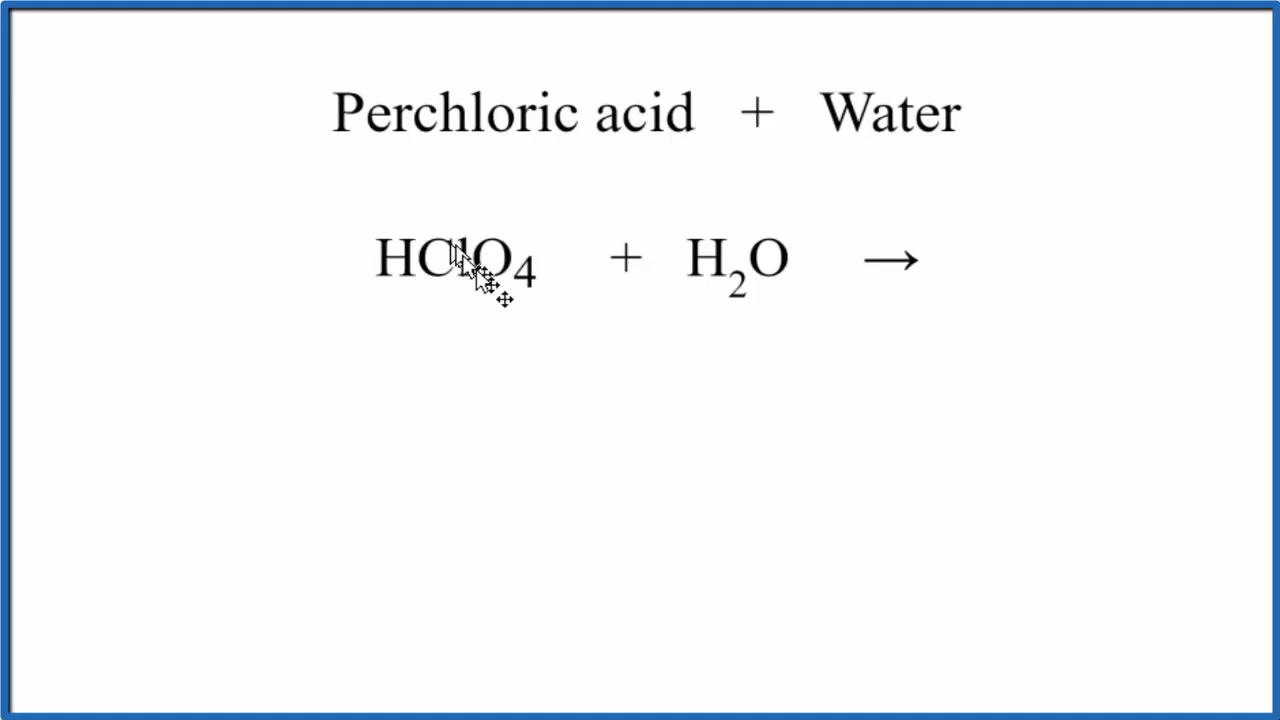 Perchloric acid + Water
HClO₄ + H₂O →